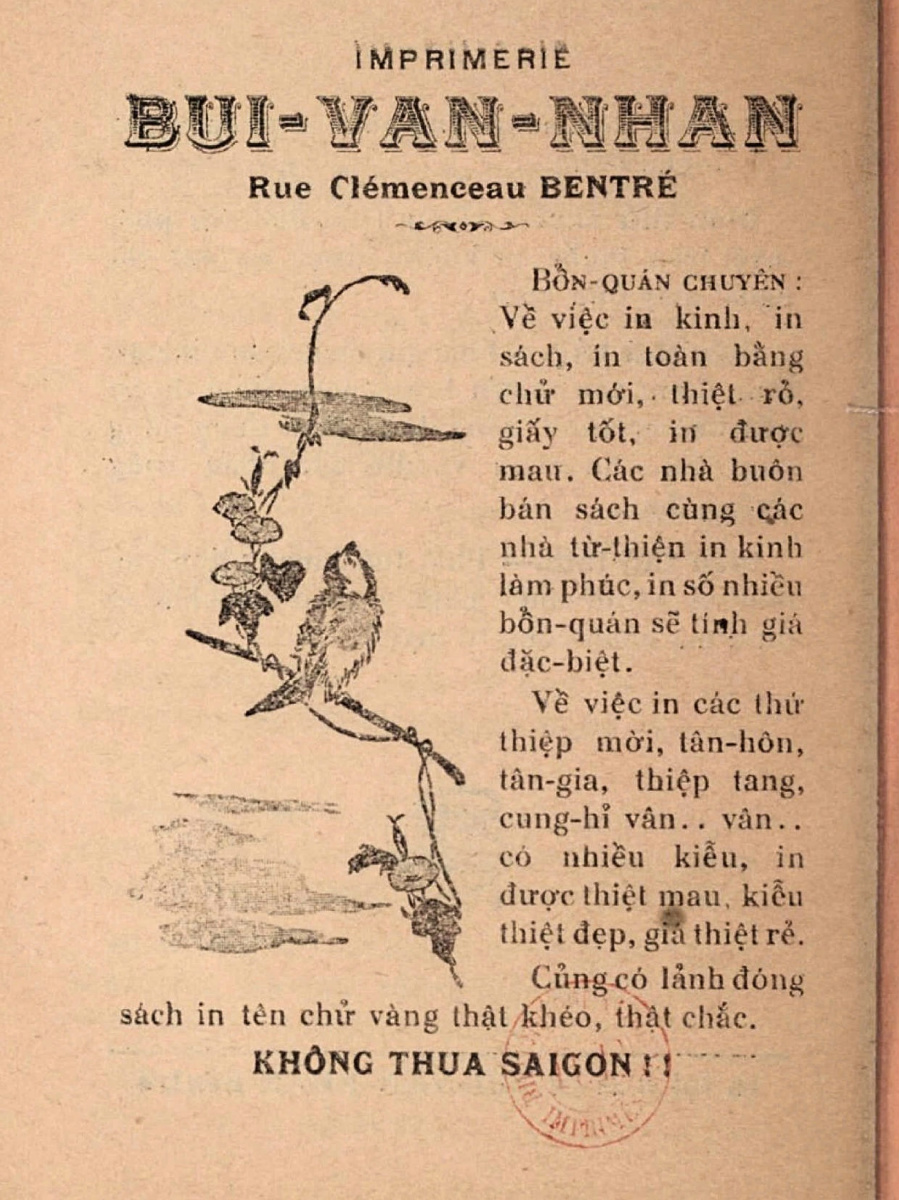 IMPRIMERIE
BUI-VAN-NHAN
Rue Clémenceau BENTRÉ
BỔN-QUÁN CHUYÊN :
Về việc in kinh, in
sách, in toàn bằng
chử mới, thiệt rỏ,
giấy tốt, in được
mau. Các nhà buôn
bán sách cùng các
nhà từ-thiện in kinh
làm phúc, in số nhiều
bổn-quán sẽ tính giá
đặc-biệt.
Về việc in các thứ
thiệp mời, tân-hôn,
tân-gia, thiệp tang,
cung-hỉ vân.. vân..
có nhiều kiểu, in
được thiệt mau, kiểu
thiệt đẹp, giá thiệt rẻ.
Củng có lảnh đóng
sách in tên chử vàng thật khéo, thật chắc.
KHÔNG THUA SAIGON !!